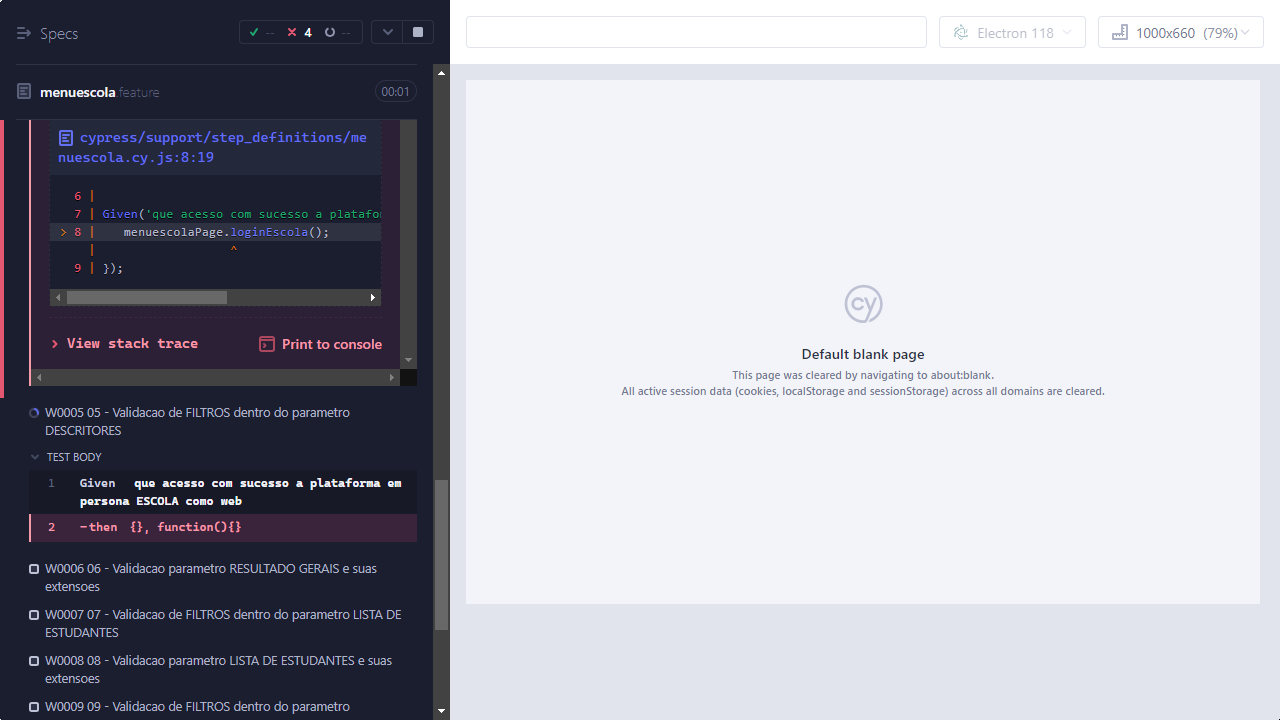 Specs
--
4
--
menuescola.feature
00:01
cypress/support/step_definitions/me
nuescola.cy.js:8:19
6 |
7 | Given('que acesso com sucesso a platafor
> 8 | menuescolaPage.loginEscola();
| ^
9 | });
View stack trace
Print to console
W0005 05 - Validacao de FILTROS dentro do parametro
DESCRITORES
TEST BODY
1 Given que acesso com sucesso a plataforma em
persona ESCOLA como web
2 -then {}, function(){}
W0006 06 - Validacao parametro RESULTADO GERAIS e suas
extensoes
W0007 07 - Validacao de FILTROS dentro do parametro LISTA DE
ESTUDANTES
W0008 08 - Validacao parametro LISTA DE ESTUDANTES e suas
extensoes
W0009 09 - Validacao de FILTROS dentro do parametro
Electron 118
1000x660 (79%)
cy
Default blank page
This page was cleared by navigating to about:blank.
All active session data (cookies, localStorage and sessionStorage) across all domains are cleared.